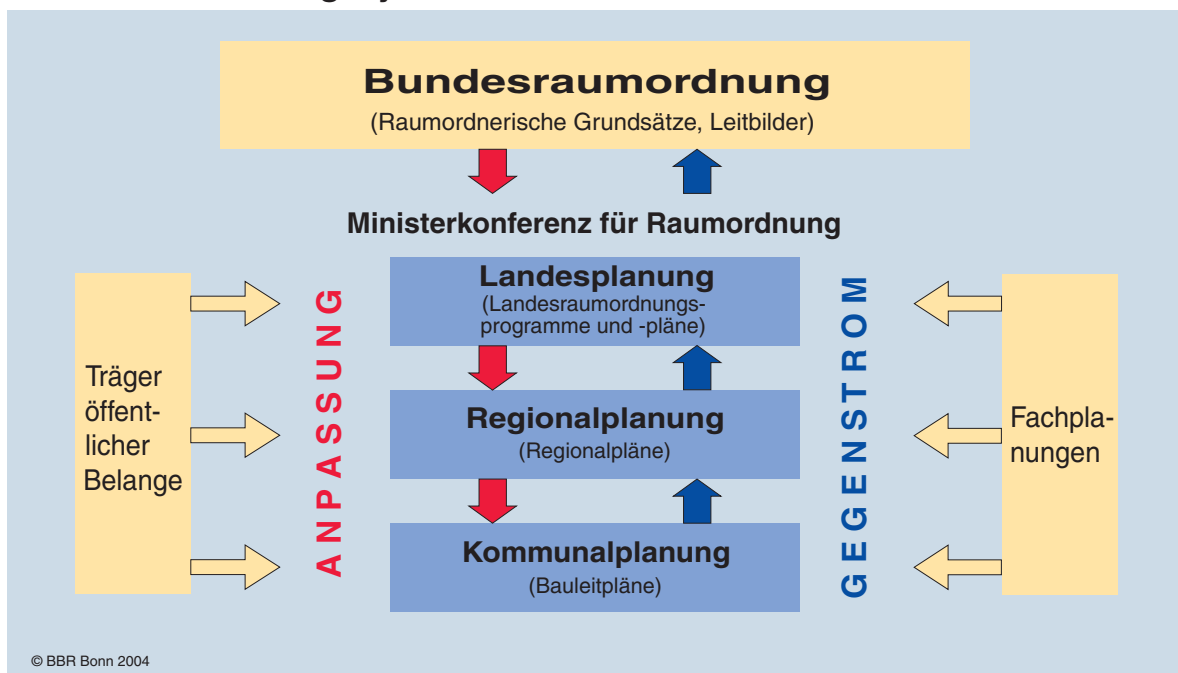 Bundesraumordnung
(Raumordnerische Grundsätze, Leitbilder)
Ministerkonferenz für Raumordnung
Träger
öffent-
licher
Belange
ANPASSUNG
Landesplanung
(Landesraumordnungs-
programme und -pläne)
Regionalplanung
(Regionalpläne)
Kommunalplanung
(Bauleitpläne)
GEGENSTROM
Fachpla-
nungen
© BBR Bonn 2004